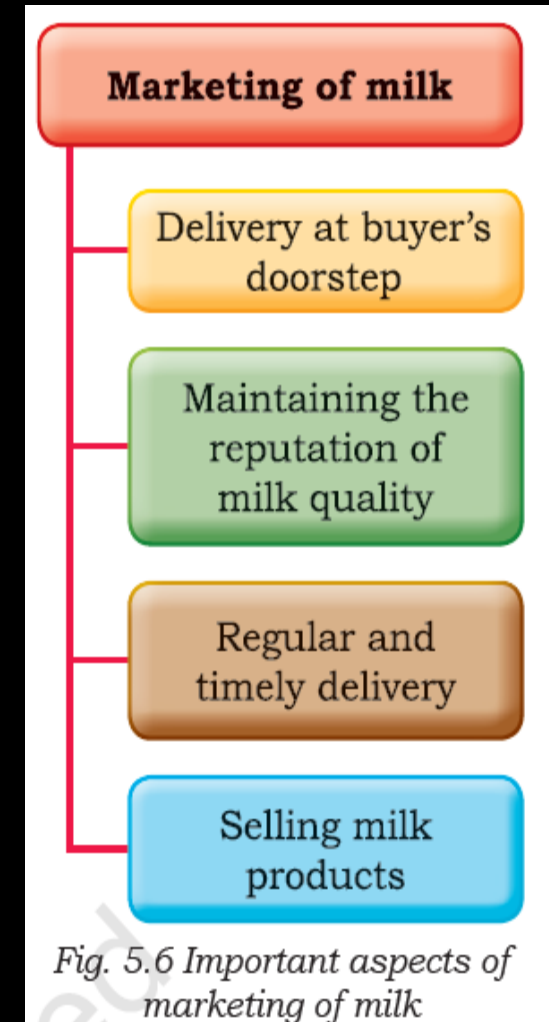 Marketing of milk
Delivery at buyer's
doorstep
Maintaining the
reputation of
milk quality
Regular and
timely delivery
Selling milk
products
Fig. 5.6 Important aspects of
marketing of milk